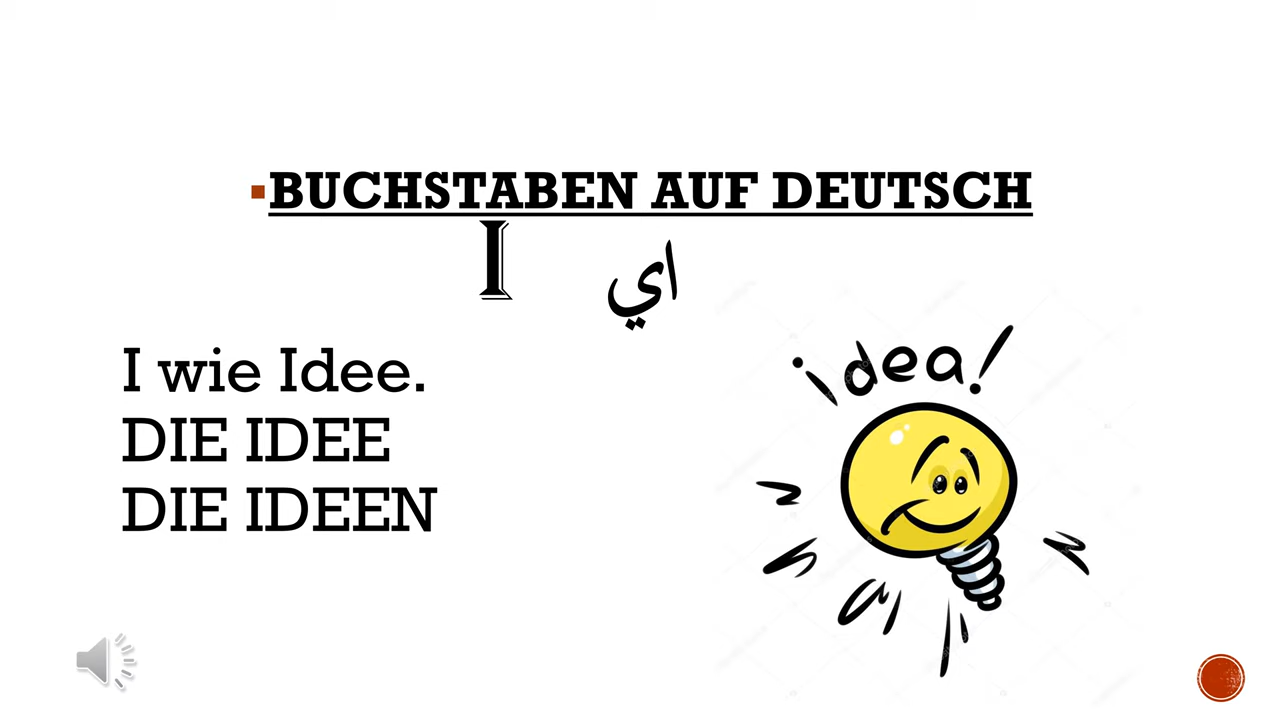 BUCHSTABEN AUF DEUTSCH
I اي
I wie Idee.
DIE IDEE
DIE IDEEN
idea!